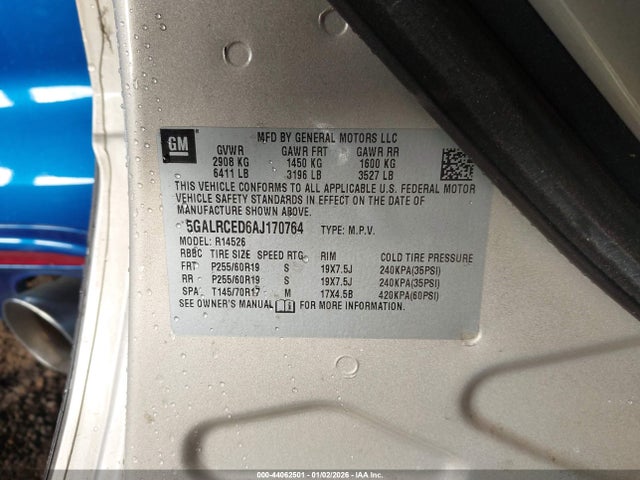 GM
MFD BY GENERAL MOTORS LLC
GVWR GAWR FRT GAWR RR
2908 KG 1450 KG 1600 KG
6411 LB 3196 LB 3527 LB
THIS VEHICLE CONFORMS TO ALL APPLICABLE U.S. FEDERAL MOTOR
VEHICLE SAFETY STANDARDS IN EFFECT ON THE DATE OF
MANUFACTURE SHOWN ABOVE.
5GALRCED6AJ170764 TYPE: M.P.V.
MODEL: R14526
RBBC TIRE SIZE SPEED RTG RIM COLD TIRE PRESSURE
FRT P255/60R19 S 19X7.5J 240KPA(35PSI)
RR P255/60R19 S 19X7.5J 240KPA(35PSI)
SPA T145/70R17 M 17X4.5B 420KPA(60PSI)
SEE OWNER'S MANUAL FOR MORE INFORMATION.
000-44062501 - 01/02/2026 - IAAI.COM